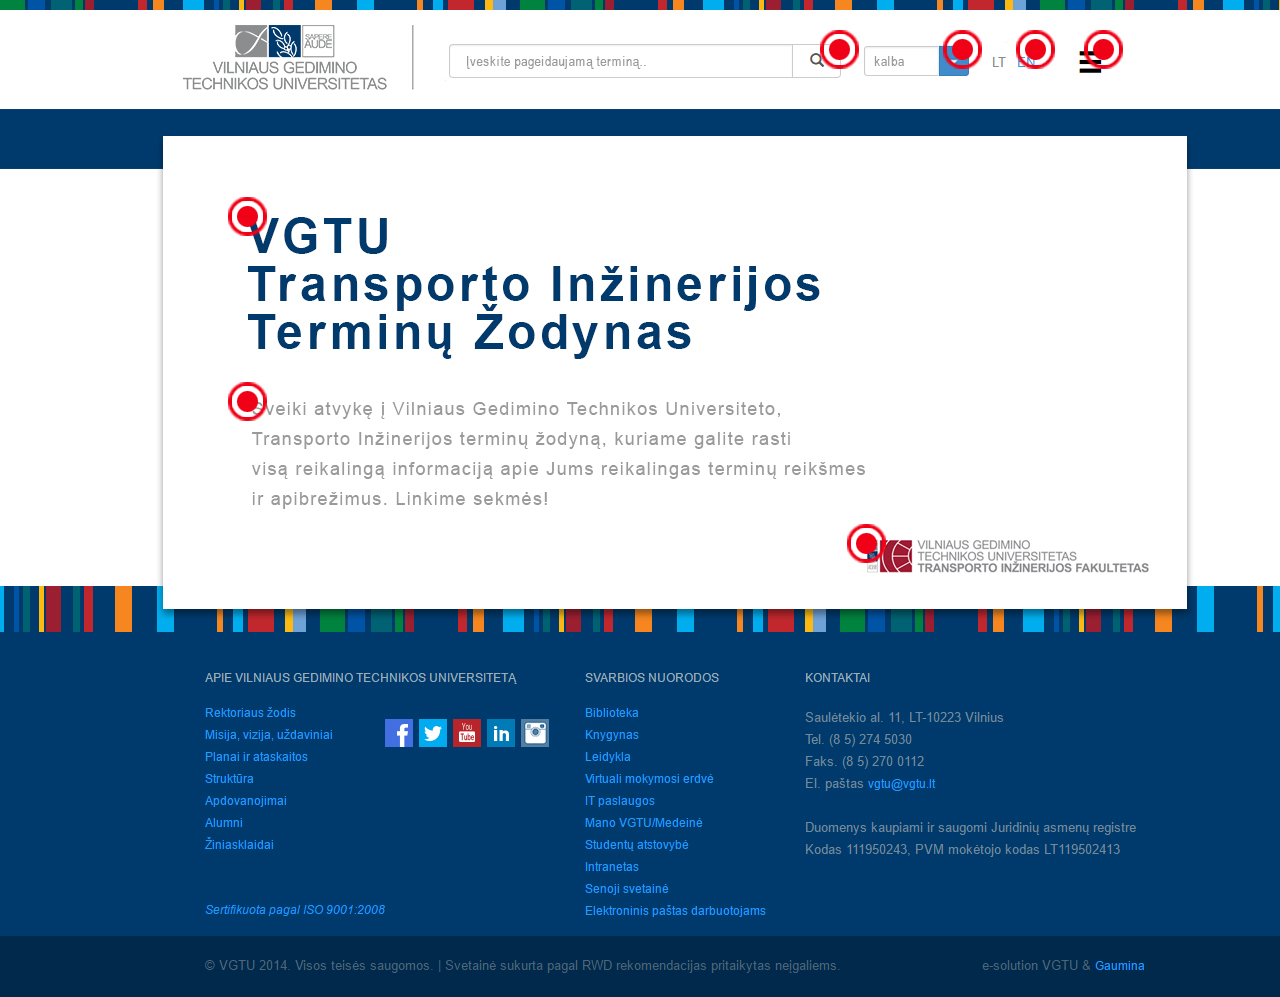 SAPERE
AUDE
VILNIAUS GEDIMINO
TECHNIKOS UNIVERSITETAS
Įveskite pageidaujamą terminą..
kalba
LT EN
VGTU
Transporto Inžinerijos
Terminų Žodynas
Sveiki atvykę į Vilniaus Gedimino Technikos Universiteto,
Transporto Inžinerijos terminų žodyną, kuriame galite rasti
visą reikalingą informaciją apie Jums reikalingas terminų reikšmes
ir apibrežimus. Linkime sekmės!
VILNIAUS GEDIMINO
TECHNIKOS UNIVERSITETAS
TRANSPORTO INŽINERIJOS FAKULTETAS
APIE VILNIAUS GEDIMINO TECHNIKOS UNIVERSITETĄ
Rektoriaus žodis
Misija, vizija, uždaviniai
Planai ir ataskaitos
Struktūra
Apdovanojimai
Alumni
Žiniasklaidai
Sertifikuota pagal ISO 9001:2008
You
Tube
in
SVARBIOS NUORODOS
Biblioteka
Knygynas
Leidykla
Virtuali mokymosi erdvė
IT paslaugos
Mano VGTU/Medeinė
Studentų atstovybė
Intranetas
Senoji svetainė
Elektroninis paštas darbuotojams
KONTAKTAI
Saulėtekio al. 11, LT-10223 Vilnius
Tel. (8 5) 274 5030
Faks. (8 5) 270 0112
El. paštas vgtu@vgtu.lt
Duomenys kaupiami ir saugomi Juridinių asmenų registre
Kodas 111950243, PVM mokėtojo kodas LT119502413
© VGTU 2014. Visos teisės saugomos. | Svetainė sukurta pagal RWD rekomendacijas pritaikytas neįgaliems.
e-solution VGTU & Gaumina